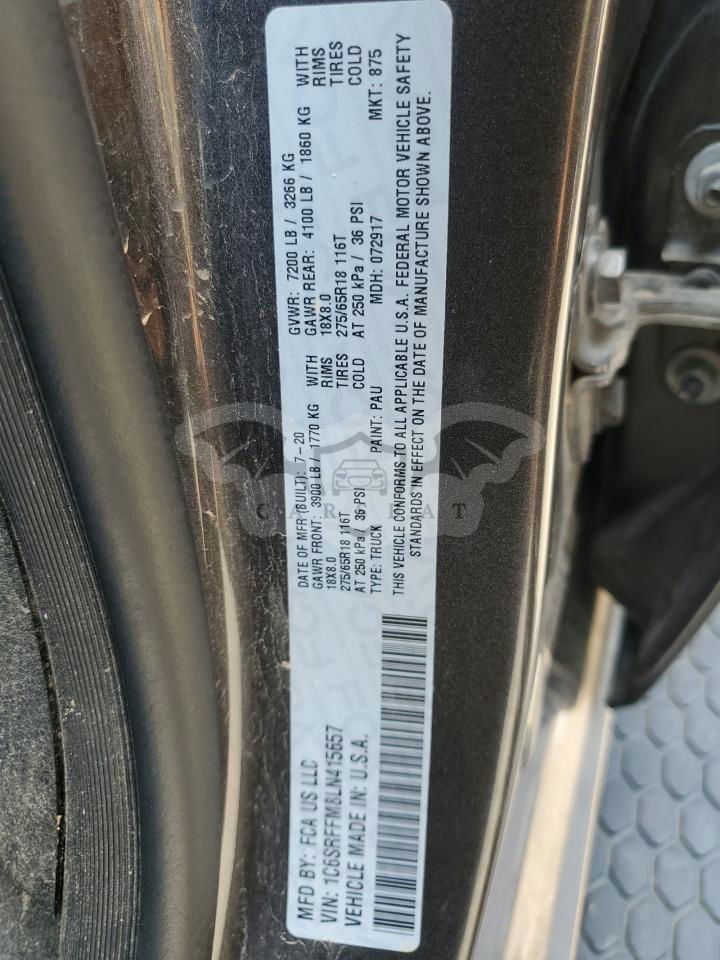 MFD BY: FCA US LLC
DATE OF MFR (BUILT): 7-20
GVWR: 7200 LB / 3266 KG
GAWR FRONT: 3900 LB / 1770 KG WITH
GAWR REAR: 4100 LB / 1860 KG WITH
18X8.0 RIMS
18X8.0 RIMS
275/65R18 116T TIRES
275/65R18 116T TIRES
AT 250 kPa / 36 PSI COLD
AT 250 kPa / 36 PSI COLD
VIN: 1C6SRFFM8LN415657
TYPE: TRUCK PAINT: PAU MDH: 072917 MKT: 875
VEHICLE MADE IN: U.S.A.
THIS VEHICLE CONFORMS TO ALL APPLICABLE U.S.A. FEDERAL MOTOR VEHICLE SAFETY
STANDARDS IN EFFECT ON THE DATE OF MANUFACTURE SHOWN ABOVE.